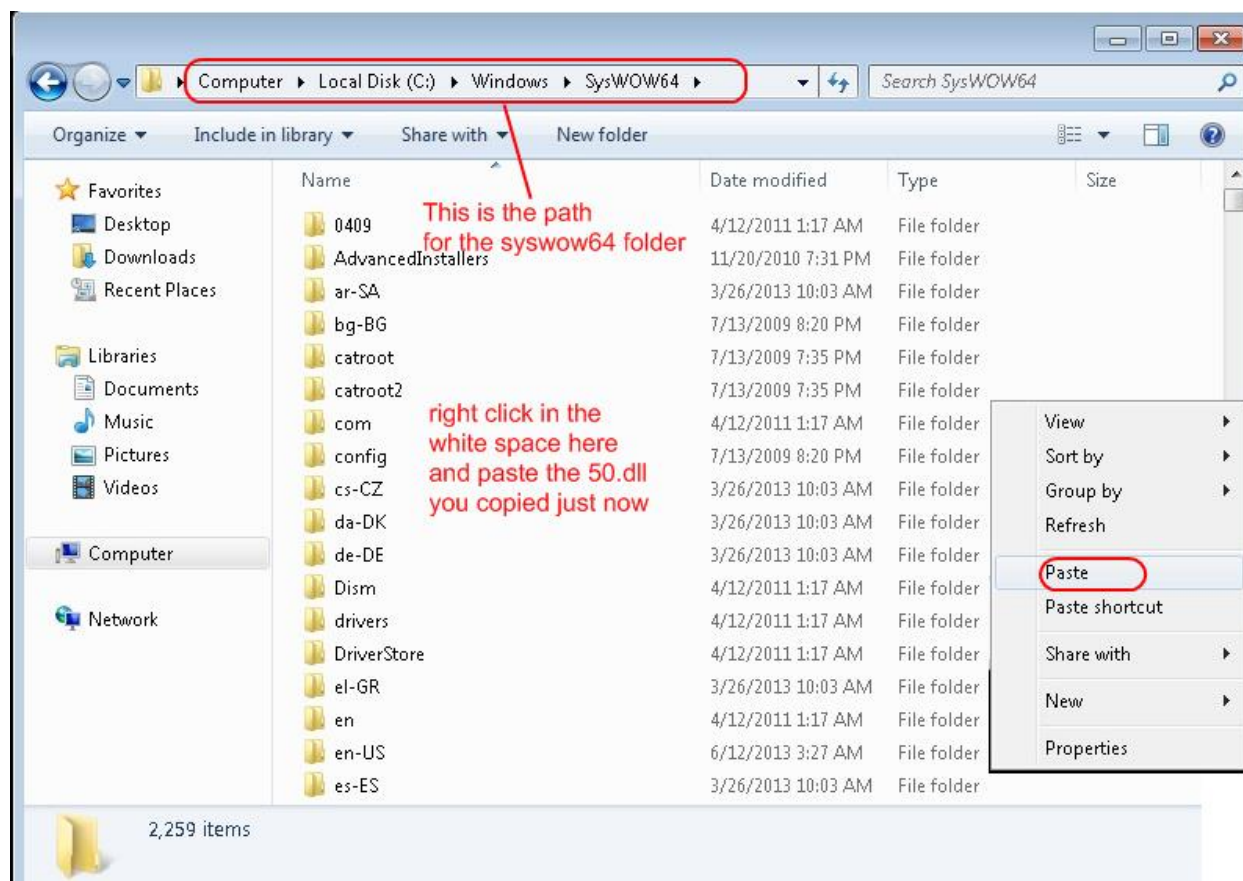 Computer Local Disk (C:) Windows SysWOW64
Search SysWOW64
Organize Include in library Share with New folder
Name Date modified Type Size
Favorites
Desktop
Downloads
Recent Places
Libraries
Documents
Music
Pictures
Videos
Computer
Network
This is the path
for the syswow64 folder
0409 4/12/2011 1:17 AM File folder
AdvancedInstallers 11/20/2010 7:31 PM File folder
ar-SA 3/26/2013 10:03 AM File folder
bg-BG 7/13/2009 8:20 PM File folder
catroot 7/13/2009 7:35 PM File folder
catroot2 7/13/2009 7:35 PM File folder
com 4/12/2011 1:17 AM File folder
config 7/13/2009 8:20 PM File folder
cs-CZ 3/26/2013 10:03 AM File folder
da-DK 3/26/2013 10:03 AM File folder
de-DE 3/26/2013 10:03 AM File folder
Dism 4/12/2011 1:17 AM File folder
drivers 4/12/2011 1:17 AM File folder
DriverStore 4/12/2011 1:17 AM File folder
el-GR 3/26/2013 10:03 AM File folder
en 4/12/2011 1:17 AM File folder
en-US 6/12/2013 3:27 AM File folder
es-ES 3/26/2013 10:03 AM File folder
right click in the
white space here
and paste the 50.dll
you copied just now
View
Sort by
Group by
Refresh
Paste
Paste shortcut
Share with
New
Properties
2,259 items